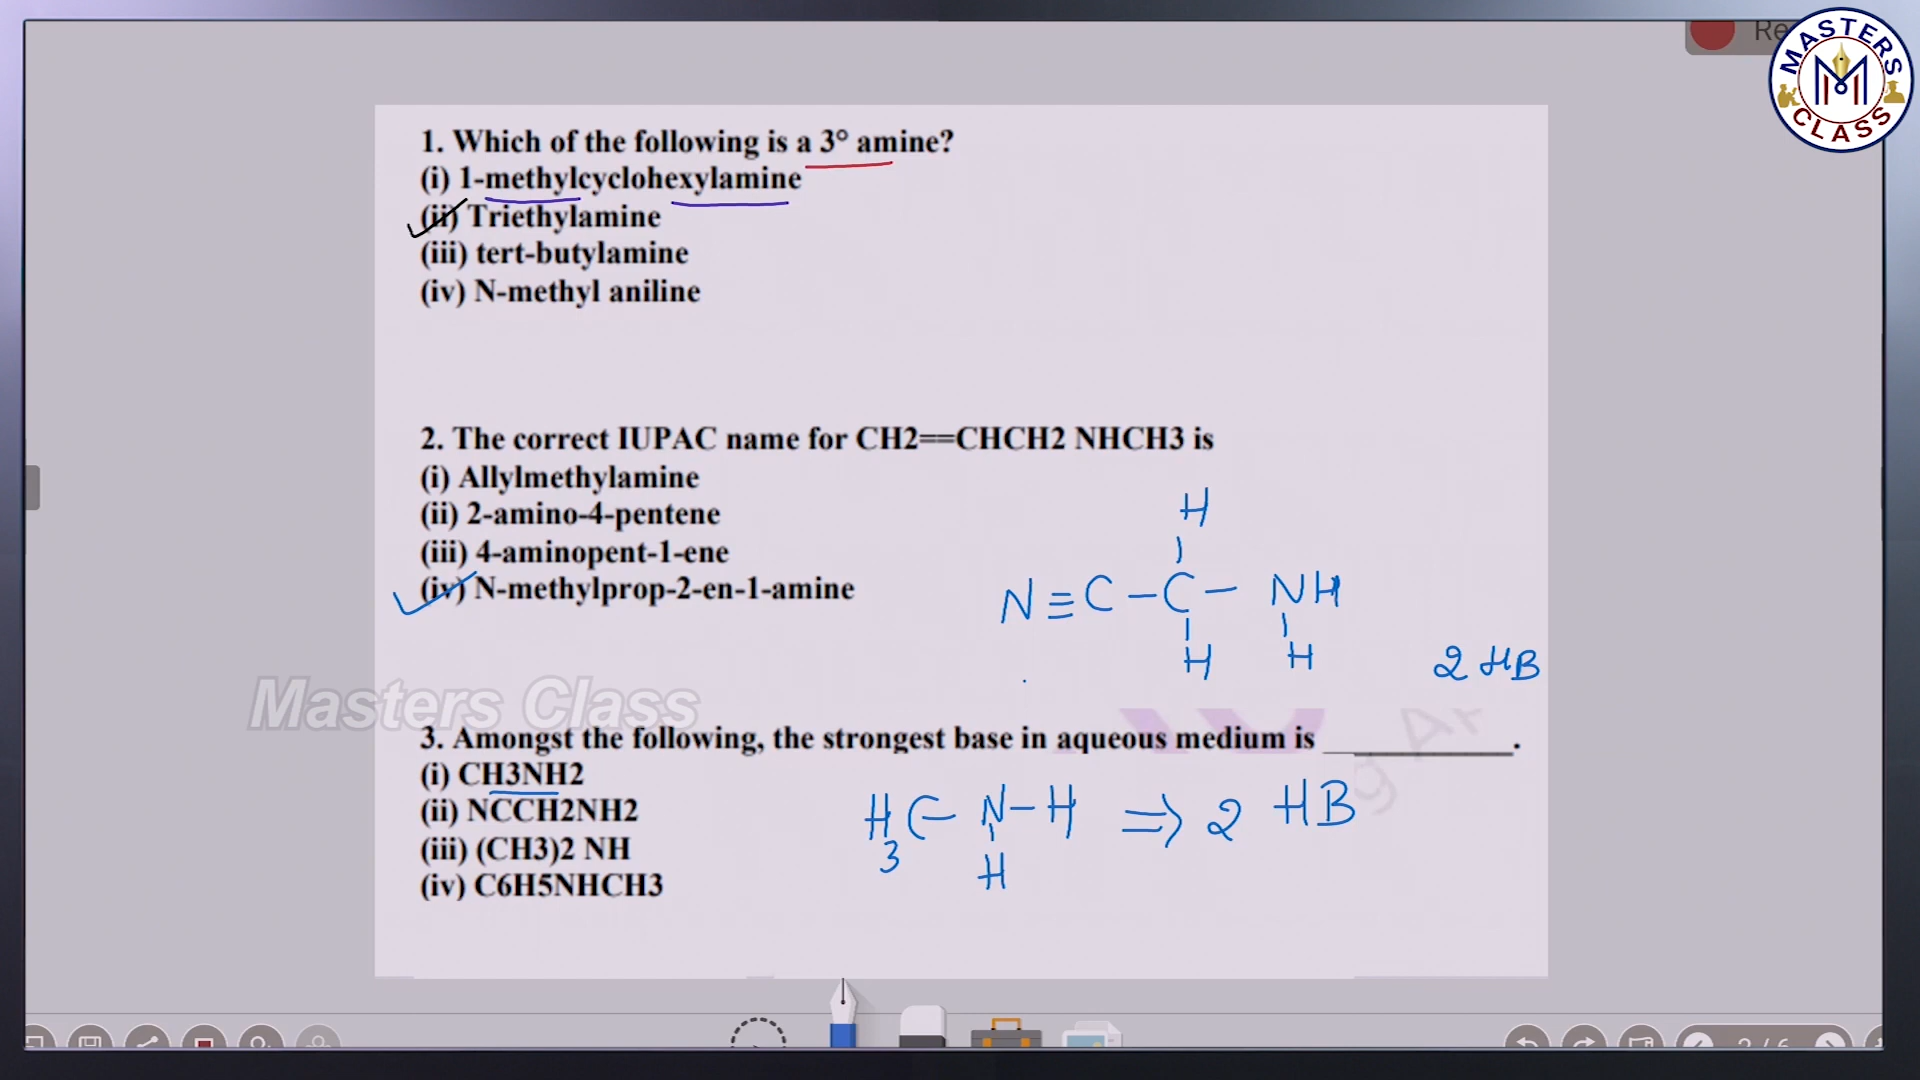 Re
MASTERS
CLASS
1. Which of the following is a 3° amine?
(i) 1-methylcyclohexylamine
(ii) Triethylamine
(iii) tert-butylamine
(iv) N-methyl aniline
2. The correct IUPAC name for CH2==CHCH2 NHCH3 is
(i) Allylmethylamine
(ii) 2-amino-4-pentene
(iii) 4-aminopent-1-ene
(iv) N-methylprop-2-en-1-amine
H
N≡C-C-NH
H H
2 HB
Masters Class
3. Amongst the following, the strongest base in aqueous medium is ____________.
(i) CH3NH2
(ii) NCCH2NH2
(iii) (CH3)2 NH
(iv) C6H5NHCH3
H3C-N-H ⇒ 2 HB
H